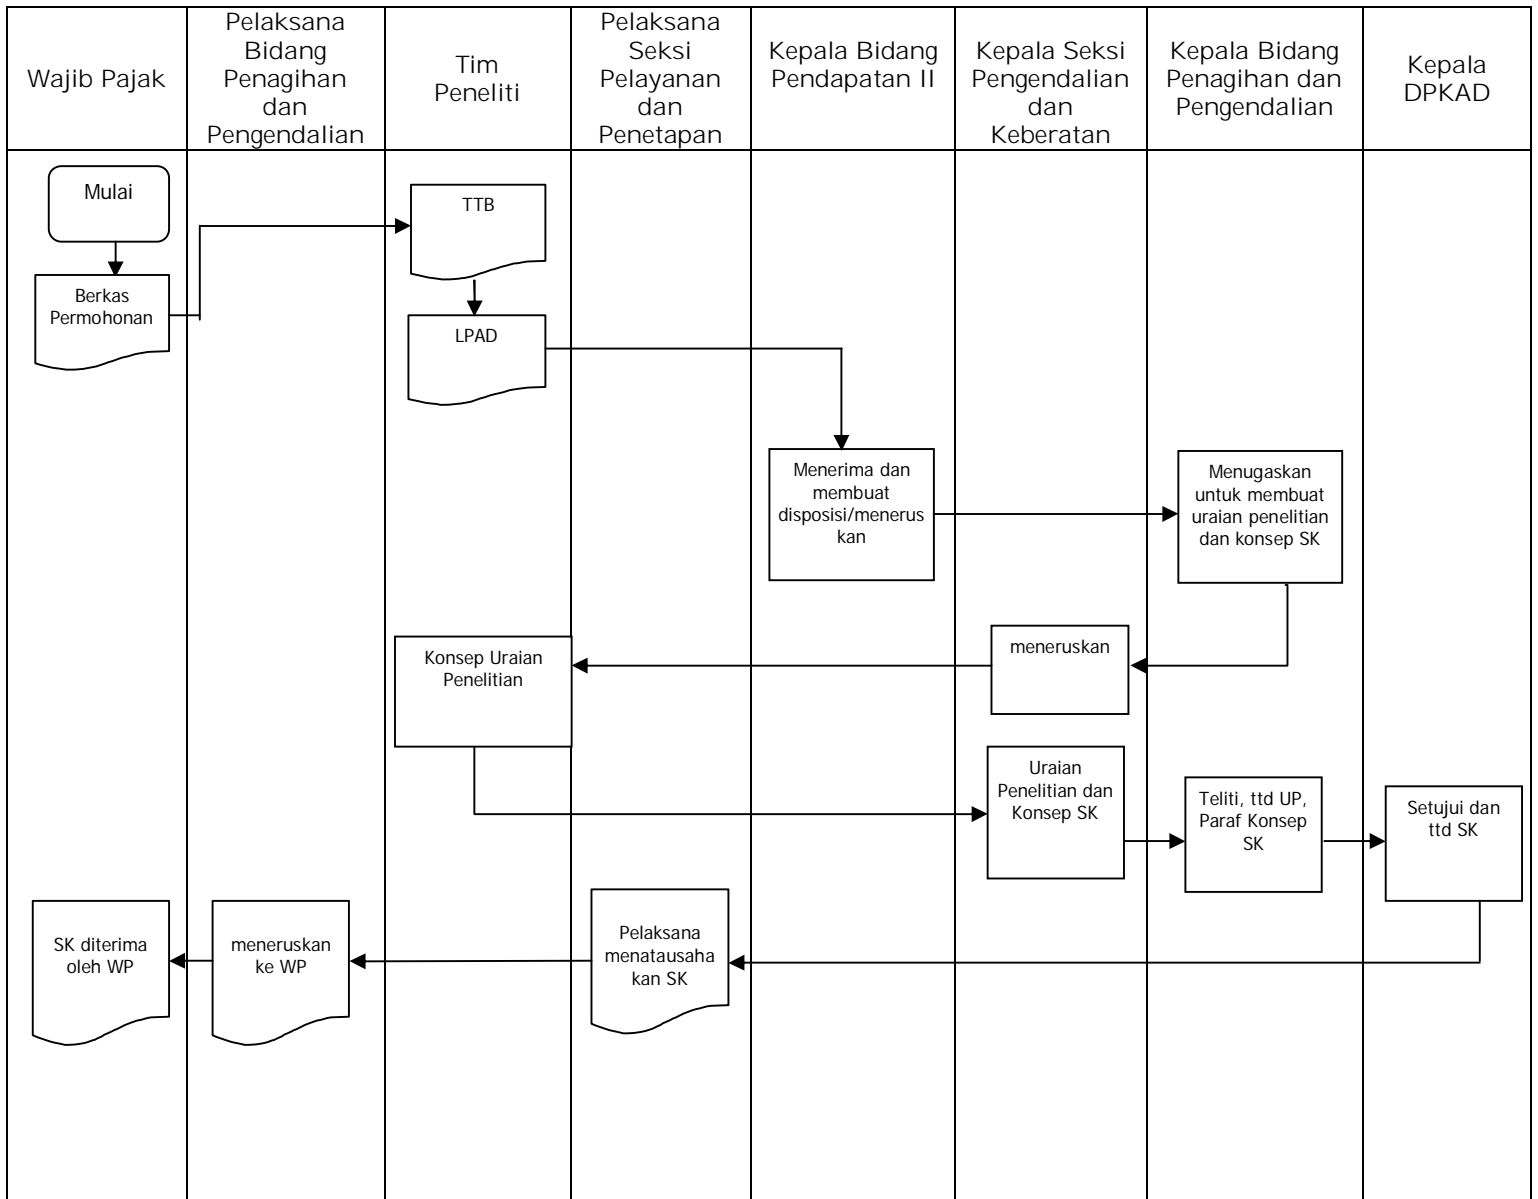 Wajib Pajak
Pelaksana
Bidang
Penagihan
dan
Pengendalian
Tim
Peneliti
Pelaksana
Seksi
Pelayanan
dan
Penetapan
Kepala Bidang
Pendapatan II
Kepala Seksi
Pengendalian
dan
Keberatan
Kepala Bidang
Penagihan dan
Pengendalian
Kepala
DPKAD
Mulai
Berkas
Permohonan
TTB
LPAD
Menerima dan
membuat
disposisi/menerus
kan
Menugaskan
untuk membuat
uraian penelitian
dan konsep SK
meneruskan
Konsep Uraian
Penelitian
Uraian
Penelitian dan
Konsep SK
Teliti, ttd UP,
Paraf Konsep
SK
Setujui dan
ttd SK
Pelaksana
menatausaha
kan SK
meneruskan
ke WP
SK diterima
oleh WP